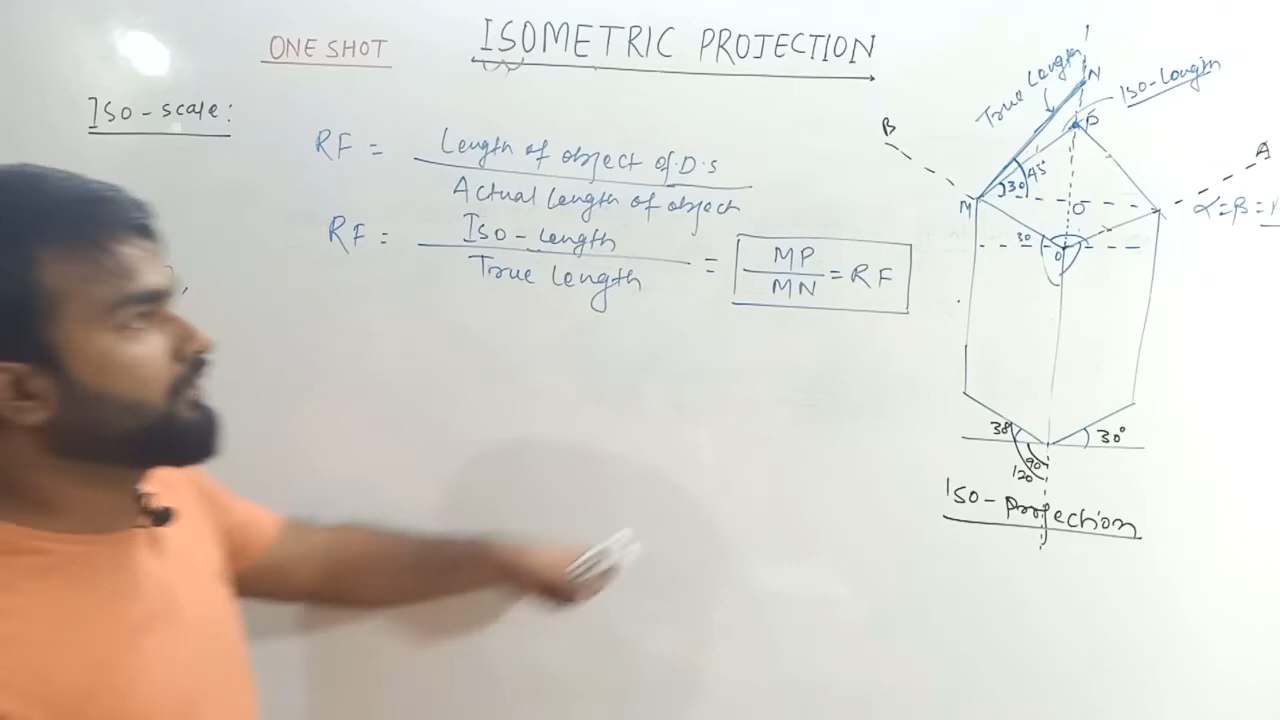 ONE SHOT
ISOMETRIC PROJECTION
Iso-scale:
RF = Length of object of.D.s
Actual Length of object
RF = Iso-Length
True Length
= MP
MN
= RF
True Length
N
Iso-Length
P
B
A
30
45°
M
O
α=β=
30
O
38
30°
90
120
Iso-Projection